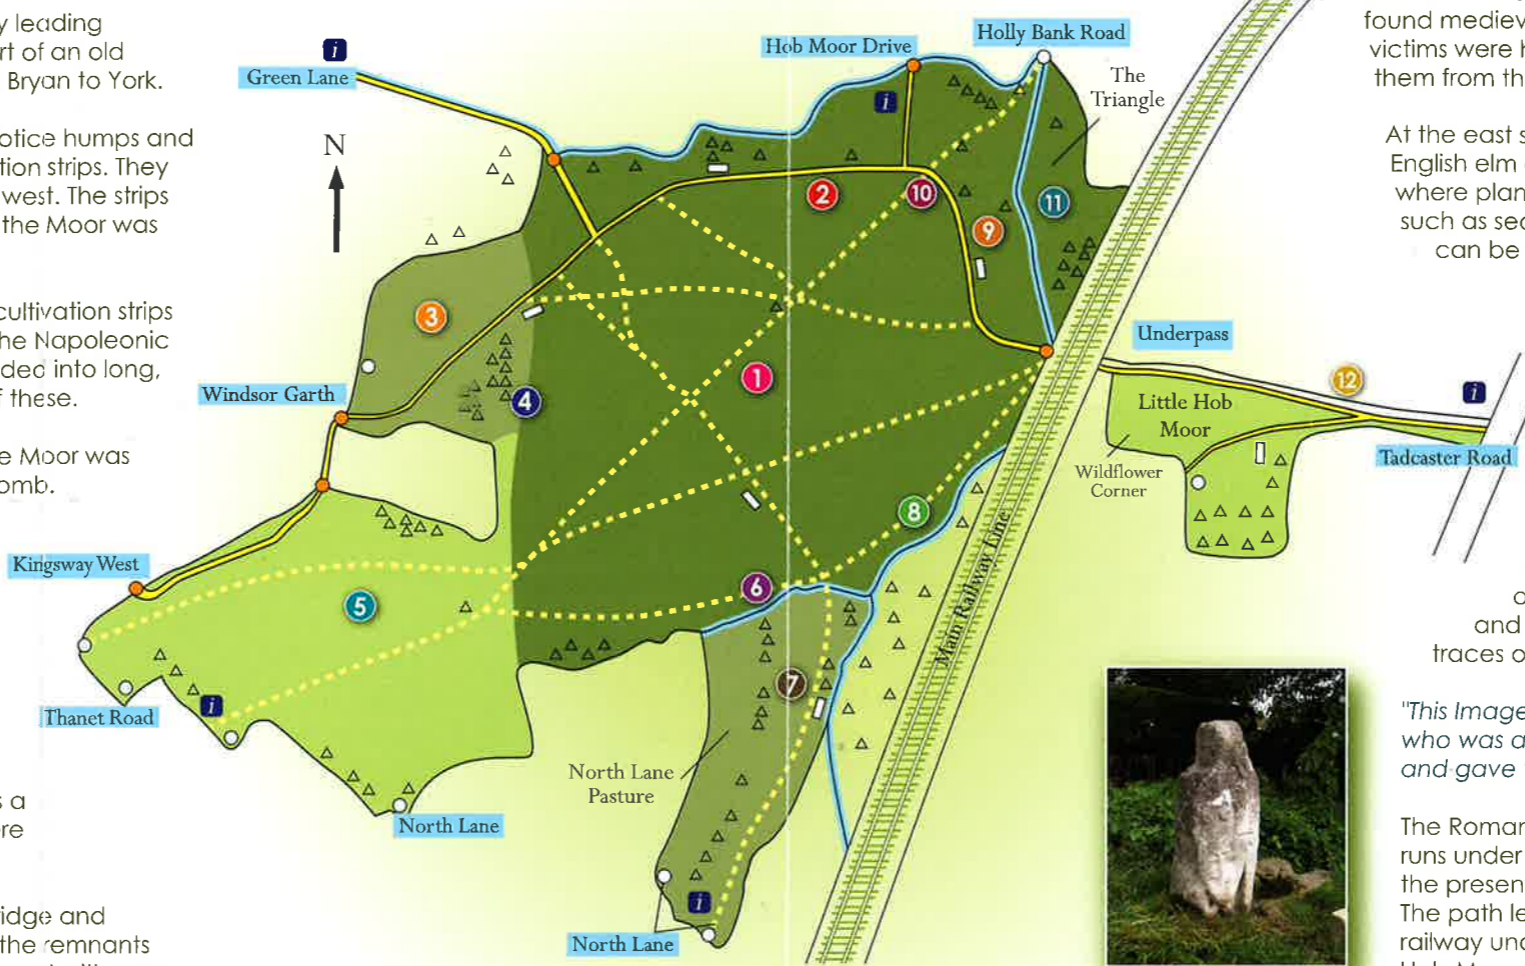 y leading
rt of an old
Bryan to York.
otice humps and
tion strips. They
west. The strips
the Moor was
cultivation strips
he Napoleonic
ded into long,
f these.
e Moor was
omb.
s a
ere
idge and
the remnants
i
Green Lane
N
Hob Moor Drive
i
Holly Bank Road
The
Triangle
2
10
9
11
3
1
4
Windsor Garth
Underpass
12
i
Little Hob
Moor
Wildflower
Corner
Tadcaster Road
8
Main Railway Line
Kingsway West
5
6
7
Thanet Road
i
North Lane
Pasture
North Lane
i
North Lane
found mediev
victims were h
them from th
At the east s
English elm
where plan
such as sec
can be
and
traces o
"This Image
who was a
and gave
The Roman
runs under
the presen
The path le
railway und